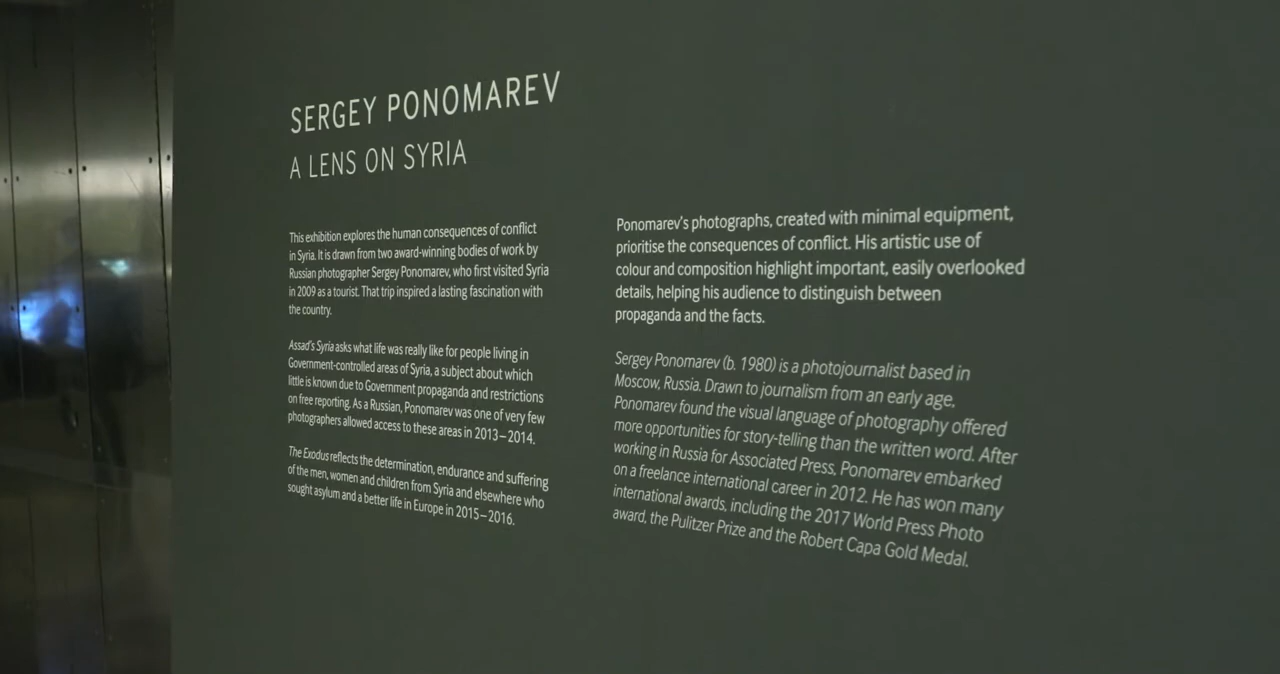 SERGEY PONOMAREV
A LENS ON SYRIA
This exhibition explores the human consequences of conflict
in Syria. It is drawn from two award-winning bodies of work by
Russian photographer Sergey Ponomarev, who first visited Syria
in 2009 as a tourist. That trip inspired a lasting fascination with
the country.
Assad's Syria asks what life was really like for people living in
Government-controlled areas of Syria, a subject about which
little is known due to Government propaganda and restrictions
on free reporting. As a Russian, Ponomarev was one of very few
photographers allowed access to these areas in 2013–2014.
The Exodus reflects the determination, endurance and suffering
of the men, women and children from Syria and elsewhere who
sought asylum and a better life in Europe in 2015–2016.
Ponomarev's photographs, created with minimal equipment,
prioritise the consequences of conflict. His artistic use of
colour and composition highlight important, easily overlooked
details, helping his audience to distinguish between
propaganda and the facts.
Sergey Ponomarev (b. 1980) is a photojournalist based in
Moscow, Russia. Drawn to journalism from an early age,
Ponomarev found the visual language of photography offered
more opportunities for story-telling than the written word. After
working in Russia for Associated Press, Ponomarev embarked
on a freelance international career in 2012. He has won many
international awards, including the 2017 World Press Photo
award, the Pulitzer Prize and the Robert Capa Gold Medal.